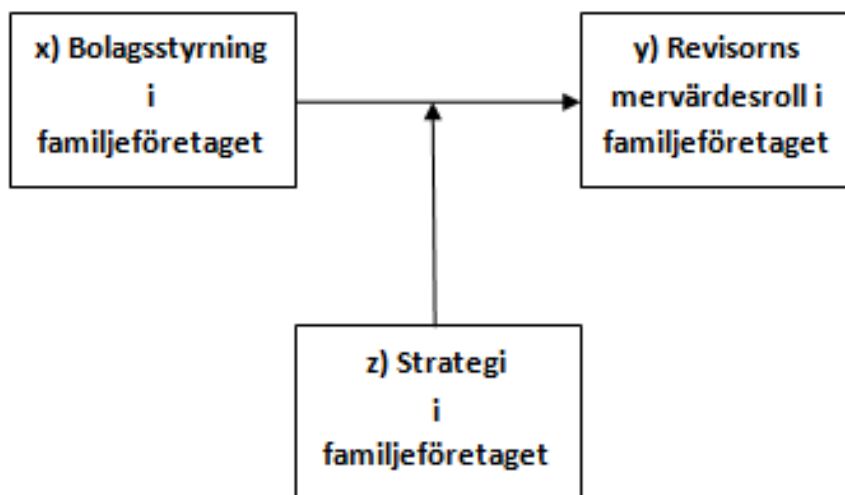 x) Bolagsstyrning
i
familjeföretaget
y) Revisorns
mervärdesroll i
familjeföretaget
z) Strategi
i
familjeföretaget